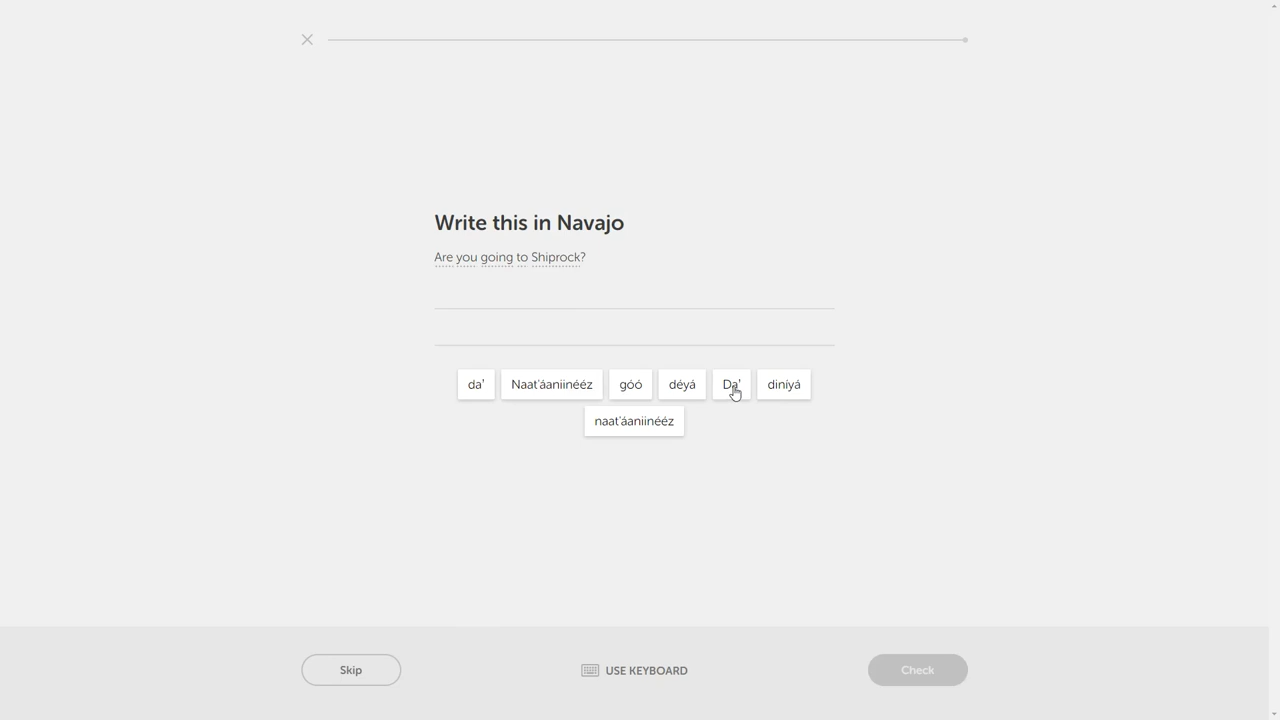 Write this in Navajo
Are you going to Shiprock?
da' Naat'áaniinééz góó déyá Da' diníyá
naat'áaniinééz
Skip USE KEYBOARD Check